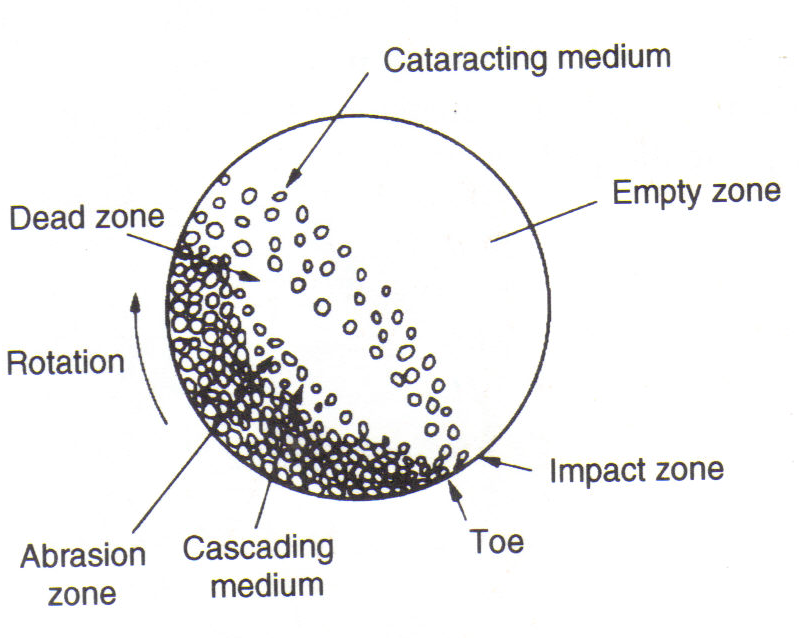 Cataracting medium
Empty zone
Dead zone
Rotation
Impact zone
Toe
Abrasion
zone
Cascading
medium